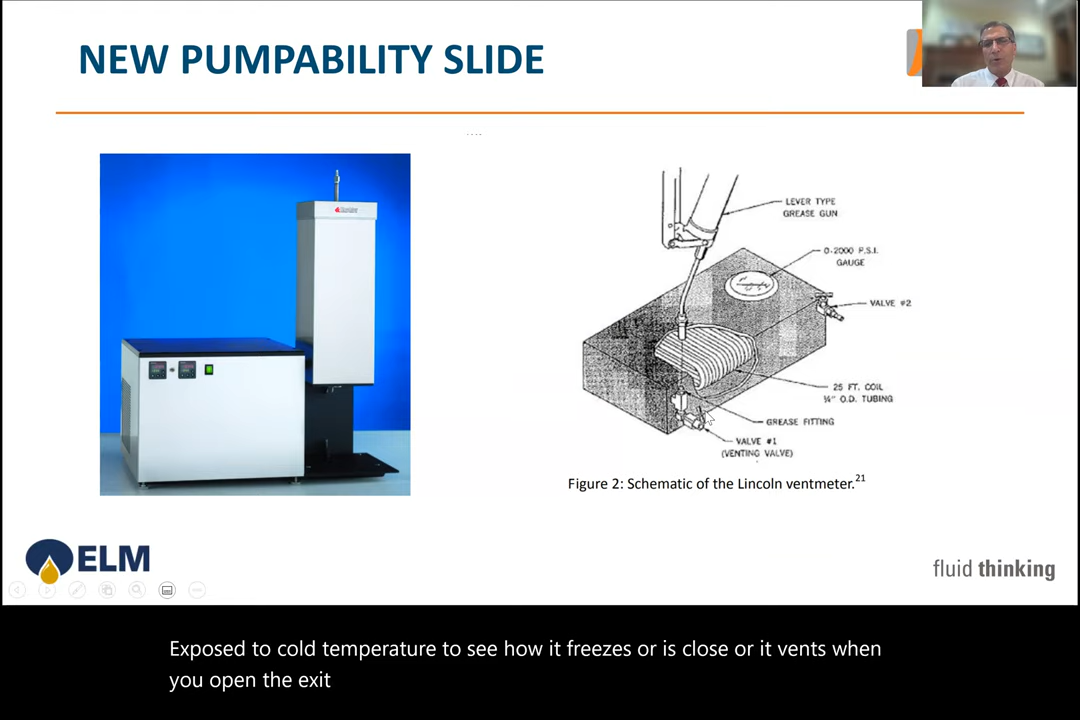 NEW PUMPABILITY SLIDE
LEVER TYPE
GREASE GUN
0-2000 P.S.I.
GAUGE
VALVE #2
25 FT. COIL
¼" O.D. TUBING
GREASE FITTING
VALVE #1
(VENTING VALVE)
Figure 2: Schematic of the Lincoln ventmeter.21
ELM
fluid thinking
Exposed to cold temperature to see how it freezes or is close or it vents when
you open the exit